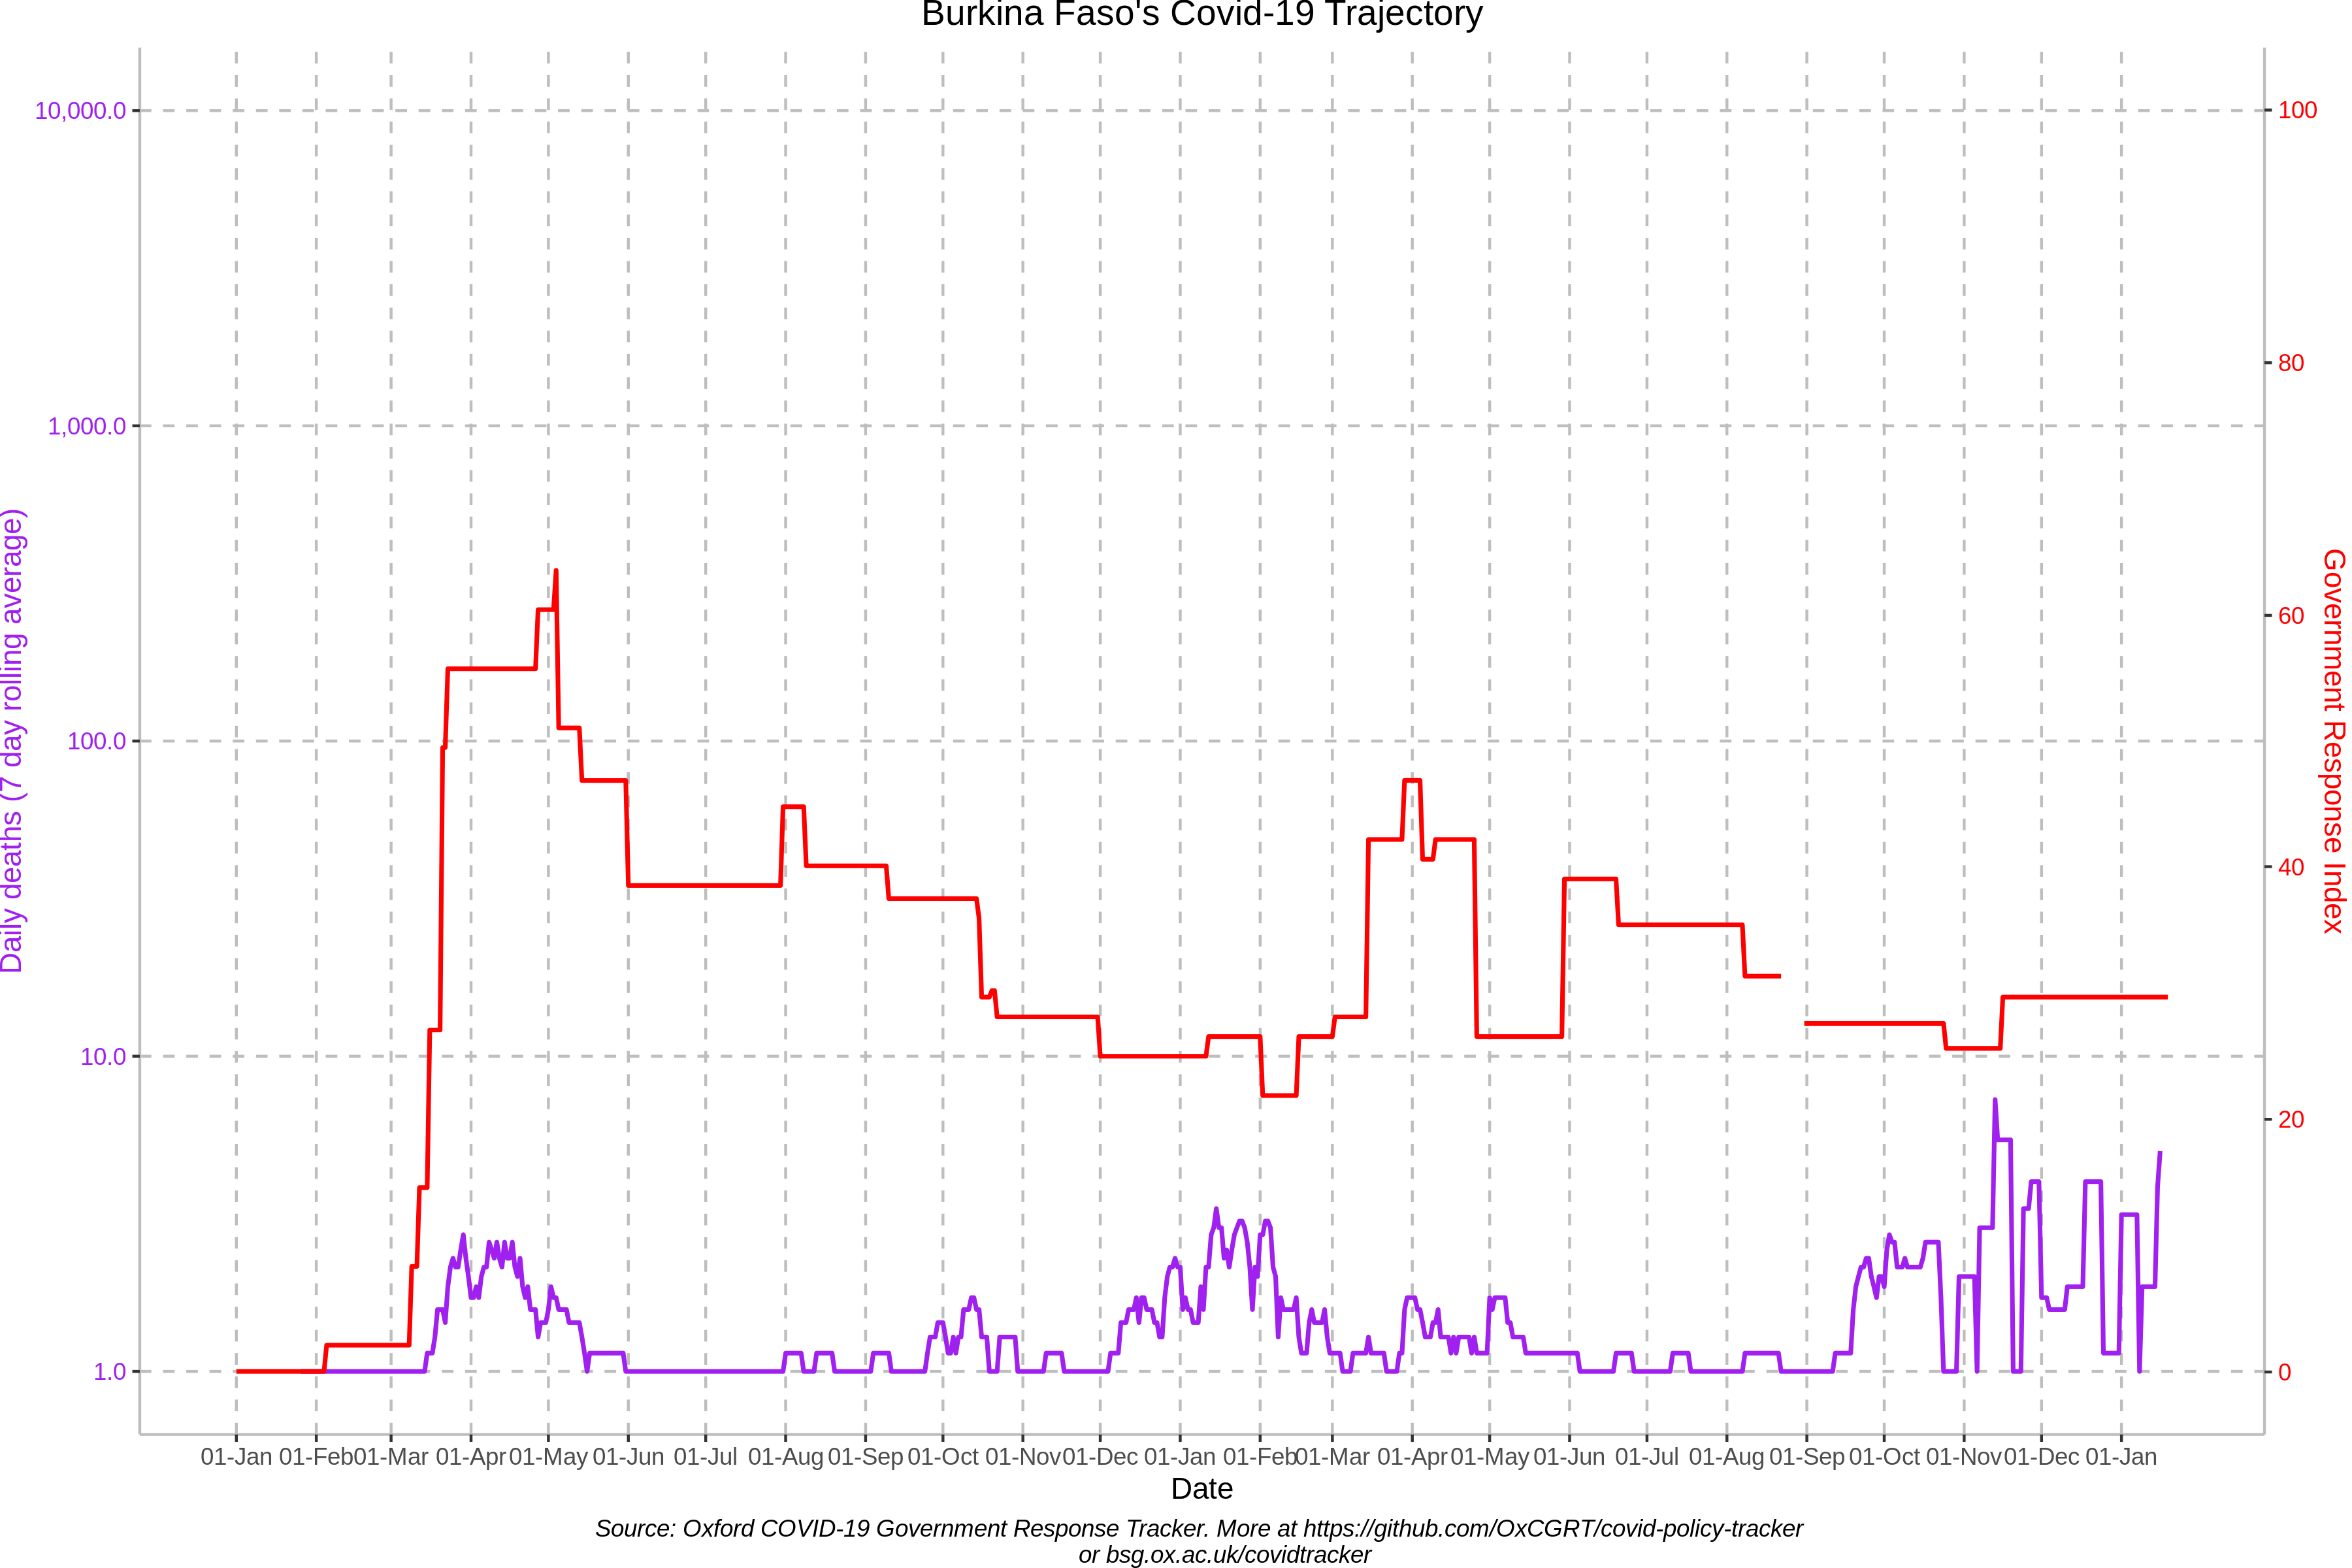 Burkina Faso's Covid-19 Trajectory
10,000.0
1,000.0
100.0
10.0
1.0
Daily deaths (7 day rolling average)
100
80
60
40
20
0
Government Response Index
01-Jan 01-Feb 01-Mar 01-Apr 01-May 01-Jun 01-Jul 01-Aug 01-Sep 01-Oct 01-Nov 01-Dec 01-Jan 01-Feb 01-Mar 01-Apr 01-May 01-Jun 01-Jul 01-Aug 01-Sep 01-Oct 01-Nov 01-Dec 01-Jan
Date
Source: Oxford COVID-19 Government Response Tracker. More at https://github.com/OxCGRT/covid-policy-tracker
or bsg.ox.ac.uk/covidtracker